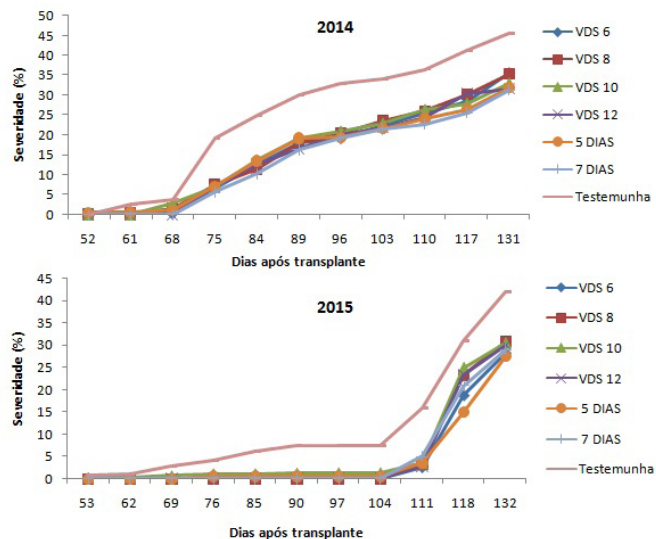 2014
Severidade (%)
50
45
40
35
30
25
20
15
10
5
0
52 61 68 75 84 89 96 103 110 117 131
Dias após transplante
VDS 6
VDS 8
VDS 10
VDS 12
5 DIAS
7 DIAS
Testemunha
2015
Severidade (%)
45
40
35
30
25
20
15
10
5
0
53 62 69 76 85 90 97 104 111 118 132
Dias após transplante
VDS 6
VDS 8
VDS 10
VDS 12
5 DIAS
7 DIAS
Testemunha